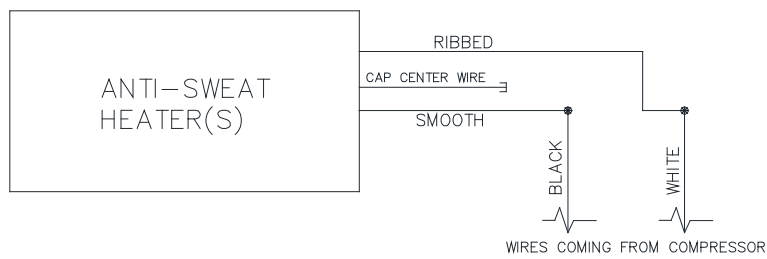 RIBBED
CAP CENTER WIRE
ANTI-SWEAT
HEATER(S)
SMOOTH
BLACK
WHITE
WIRES COMING FROM COMPRESSOR